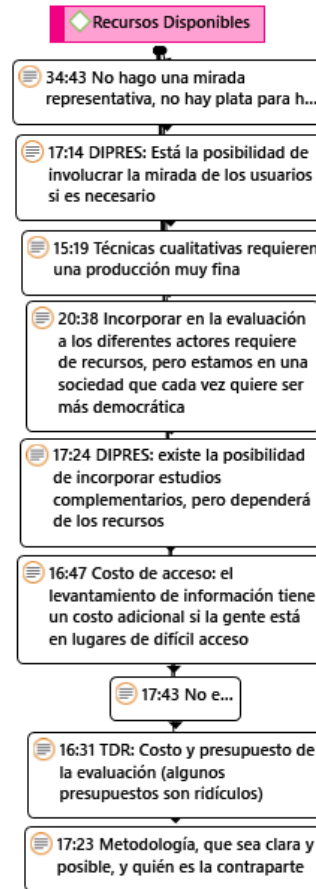 Recursos Disponibles
34:43 No hago una mirada
representativa, no hay plata para h...
17:14 DIPRES: Está la posibilidad de
involucrar la mirada de los usuarios
si es necesario
15:19 Técnicas cualitativas requieren
una producción muy fina
20:38 Incorporar en la evaluación
a los diferentes actores requiere
de recursos, pero estamos en una
sociedad que cada vez quiere ser
más democrática
17:24 DIPRES: existe la posibilidad
de incorporar estudios
complementarios, pero dependerá
de los recursos
16:47 Costo de acceso: el
levantamiento de información tiene
un costo adicional si la gente está
en lugares de difícil acceso
17:43 No e...
16:31 TDR: Costo y presupuesto de
la evaluación (algunos
presupuestos son ridículos)
17:23 Metodología, que sea clara y
posible, y quién es la contraparte